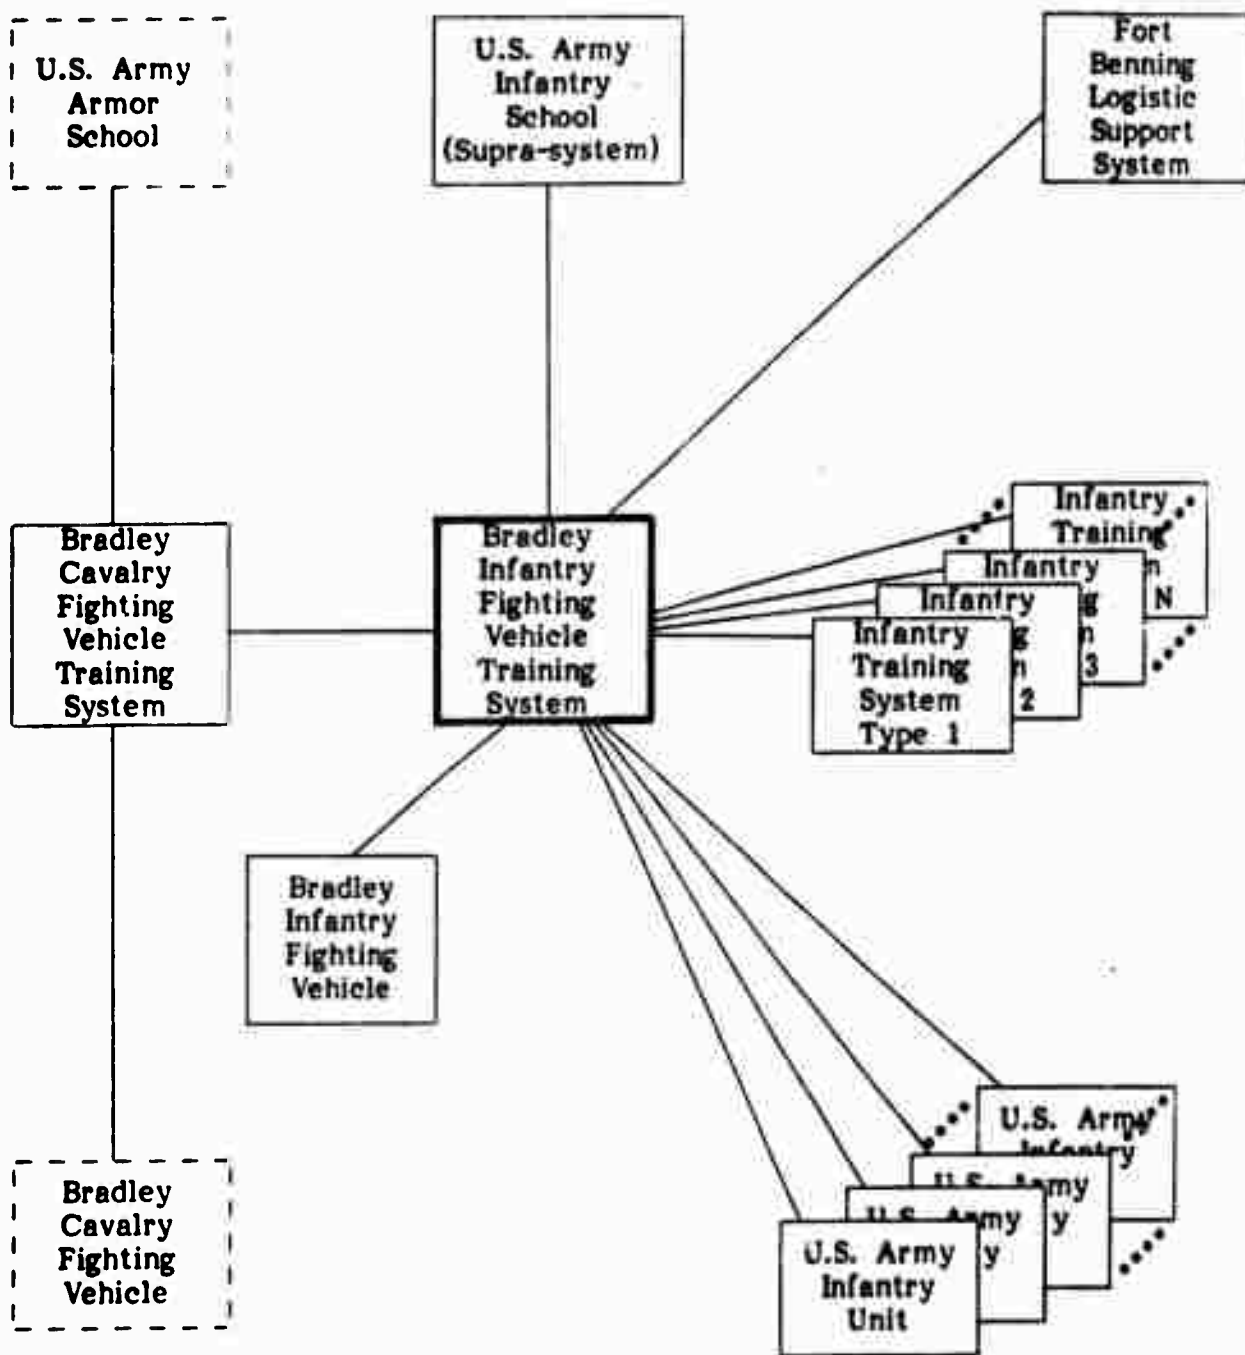 U.S. Army
Armor
School
U.S. Army
Infantry
School
(Supra-system)
Fort
Benning
Logistic
Support
System
Bradley
Cavalry
Fighting
Vehicle
Training
System
Bradley
Infantry
Fighting
Vehicle
Training
System
Infantry
Training
n
N
Infantry
g
n
3
Infantry
g
n
2
Infantry
Training
System
Type 1
Bradley
Infantry
Fighting
Vehicle
Bradley
Cavalry
Fighting
Vehicle
U.S. Army
Infantry
U.S. Army
y
U.S. Army
y
U.S. Army
Infantry
Unit